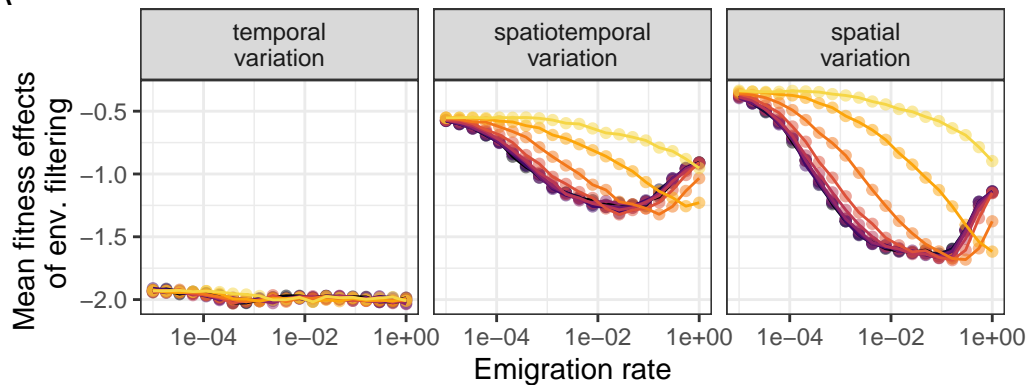 temporal
variation
spatiotemporal
variation
spatial
variation
Mean fitness effects
of env. filtering
−0.5
−1.0
−1.5
−2.0
1e−04 1e−02 1e+00
1e−04 1e−02 1e+00
1e−04 1e−02 1e+00
Emigration rate